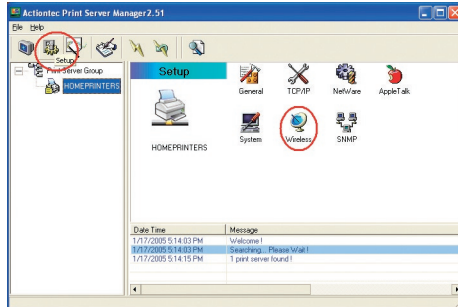 Actiontec Print Server Manager2.51
File Help
Setup
Print Server Group
HOMEPRINTERS
Setup
HOMEPRINTERS
General TCP/IP NetWare AppleTalk
System Wireless SNMP
Date Time Message
1/17/2005 5:14:03 PM Welcome !
1/17/2005 5:14:03 PM Searching... Please Wait !
1/17/2005 5:14:15 PM 1 print server found !